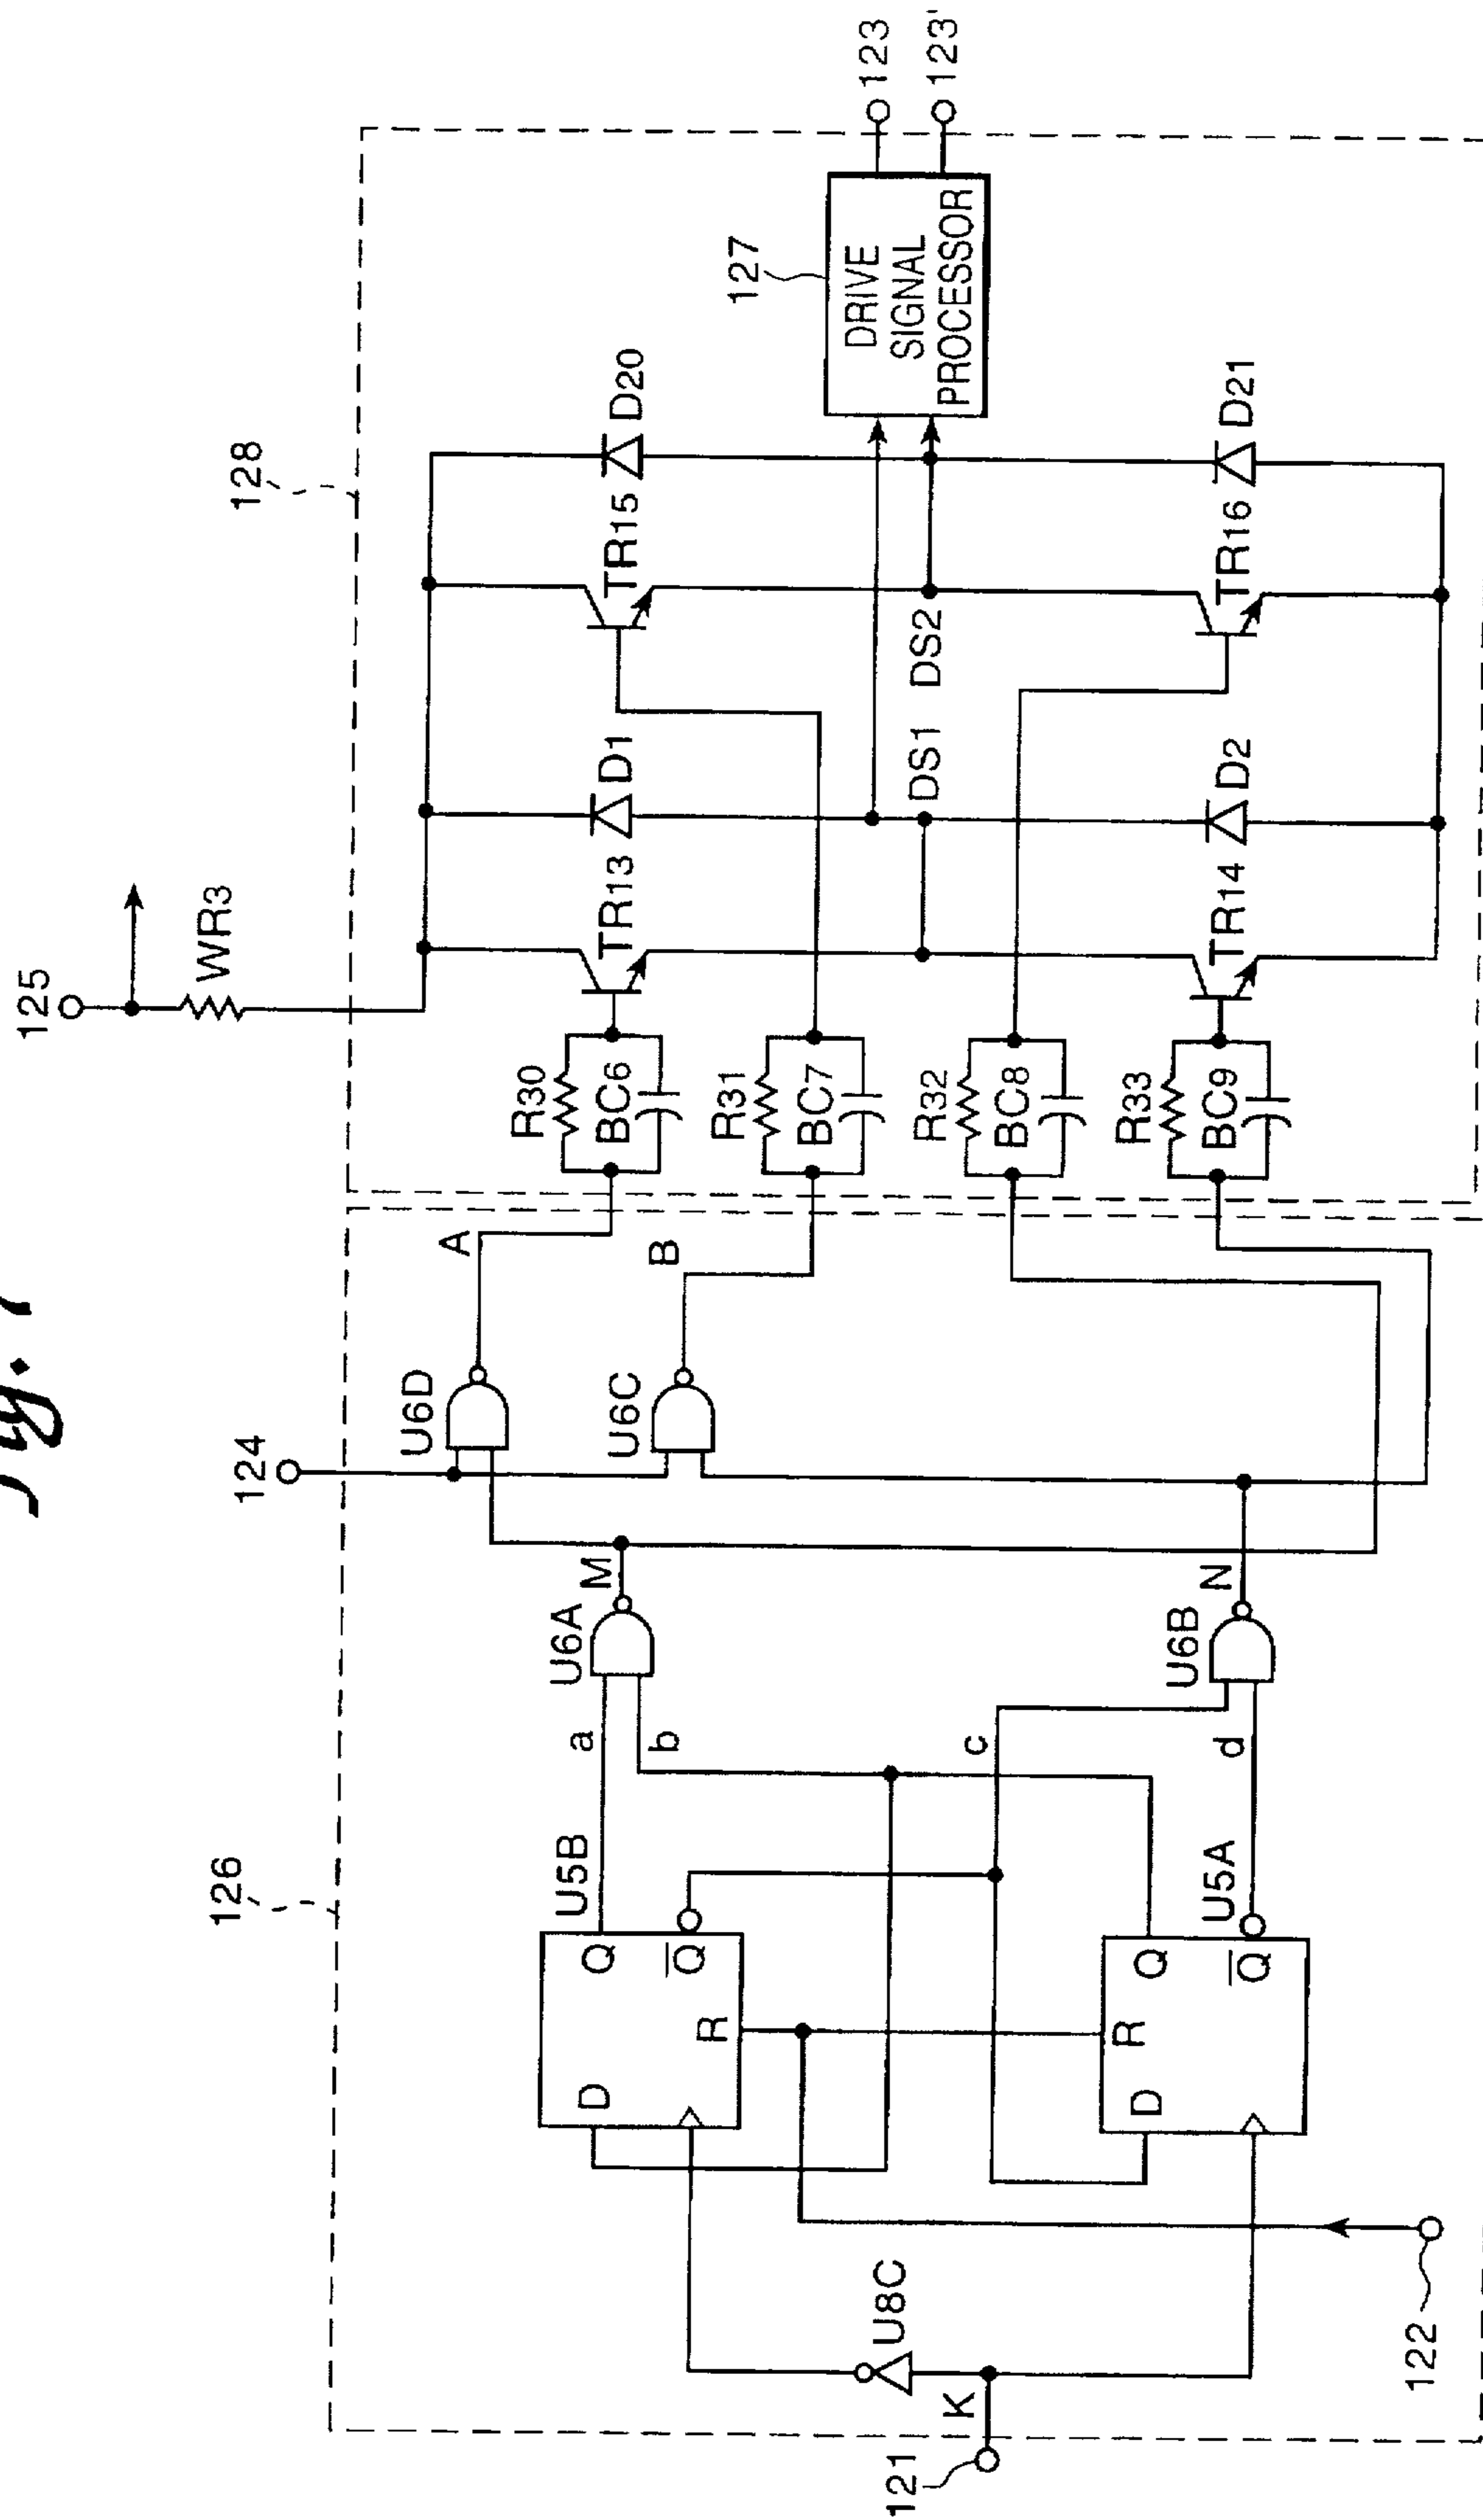 Fig. 7
125
WR3
128
124
126
A
B
U6D
U6C
R30
BC6
R31
BC7
R32
BC8
R33
BC9
TR13
D1
TR15
D20
TR14
D2
TR16
D21
DS1
DS2
127
DRIVE
SIGNAL
PROCESSOR
123
123'
U5B
D
Q
Q
R
a
b
U6A
M
c
d
U6B
N
U5A
D
Q
Q
R
U8C
K
121
122